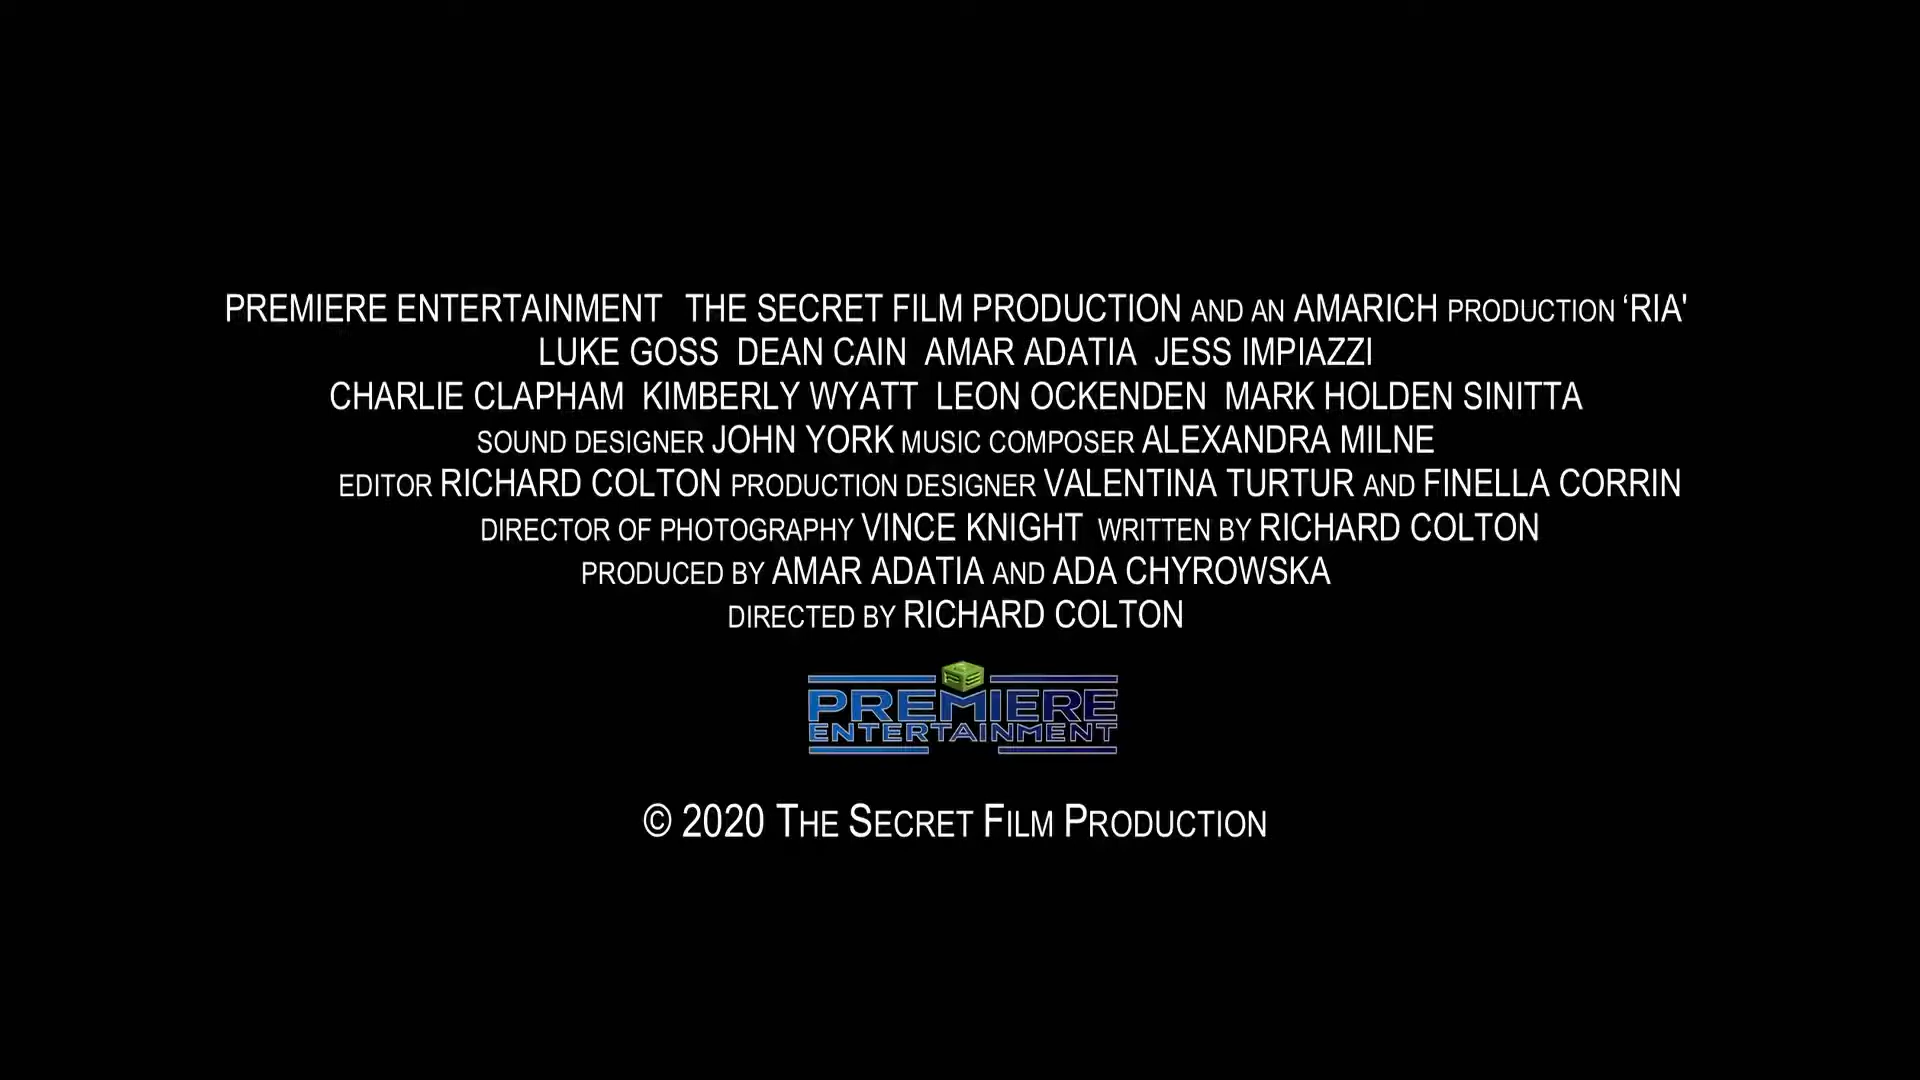 PREMIERE ENTERTAINMENT THE SECRET FILM PRODUCTION AND AN AMARICH PRODUCTION ‘RIA'
LUKE GOSS DEAN CAIN AMAR ADATIA JESS IMPIAZZI
CHARLIE CLAPHAM KIMBERLY WYATT LEON OCKENDEN MARK HOLDEN SINITTA
SOUND DESIGNER JOHN YORK MUSIC COMPOSER ALEXANDRA MILNE
EDITOR RICHARD COLTON PRODUCTION DESIGNER VALENTINA TURTUR AND FINELLA CORRIN
DIRECTOR OF PHOTOGRAPHY VINCE KNIGHT WRITTEN BY RICHARD COLTON
PRODUCED BY AMAR ADATIA AND ADA CHYROWSKA
DIRECTED BY RICHARD COLTON
PREMIERE
ENTERTAINMENT
© 2020 THE SECRET FILM PRODUCTION